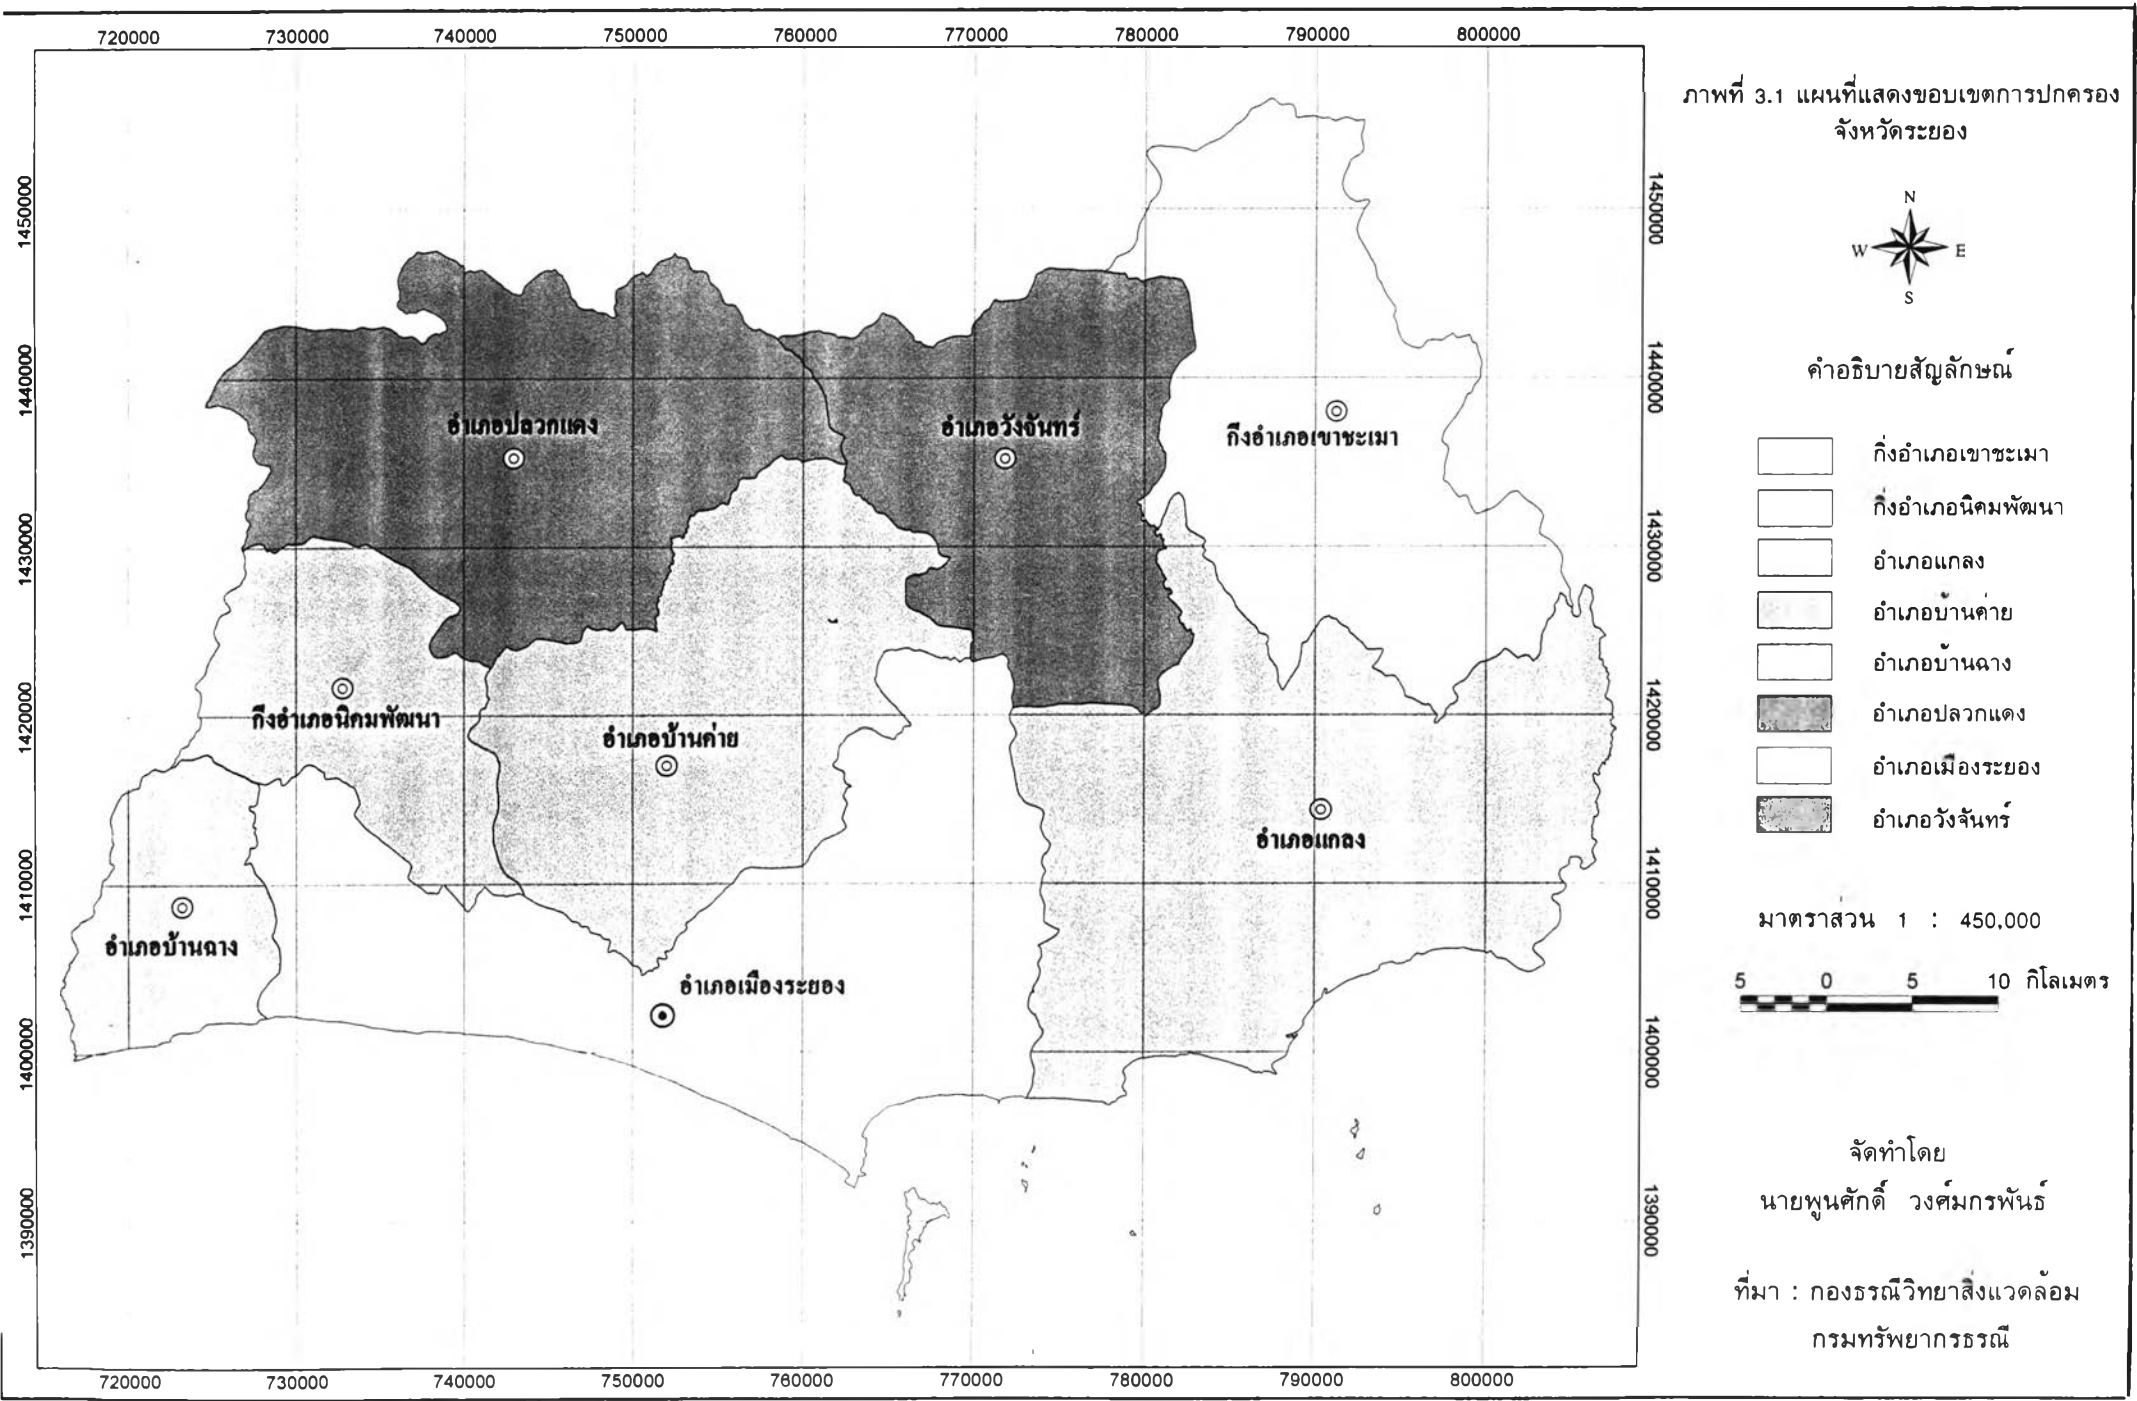 720000 730000 740000 750000 760000 770000 780000 790000 800000
ภาพที่ 3.1 แผนที่แสดงขอบเขตการปกครอง
จังหวัดระยอง
N
W E
S
1450000 1450000
1440000 1440000
1430000 1430000
1420000 1420000
1410000 1410000
1400000 1400000
1390000 1390000
อำเภอปลวกแดง
อำเภอวังจันทร์
กิ่งอำเภอเขาชะเมา
กิ่งอำเภอนิคมพัฒนา
อำเภอบ้านค่าย
อำเภอแกลง
อำเภอบ้านฉาง
อำเภอเมืองระยอง
คำอธิบายสัญลักษณ์
กิ่งอำเภอเขาชะเมา
กิ่งอำเภอนิคมพัฒนา
อำเภอแกลง
อำเภอบ้านค่าย
อำเภอบ้านฉาง
อำเภอปลวกแดง
อำเภอเมืองระยอง
อำเภอวังจันทร์
มาตราส่วน 1 : 450,000
5 0 5 10 กิโลเมตร
จัดทำโดย
นายพูนศักดิ์ วงศ์มกรพันธ์
ที่มา : กองธรณีวิทยาสิ่งแวดล้อม
กรมทรัพยากรธรณี
720000 730000 740000 750000 760000 770000 780000 790000 800000